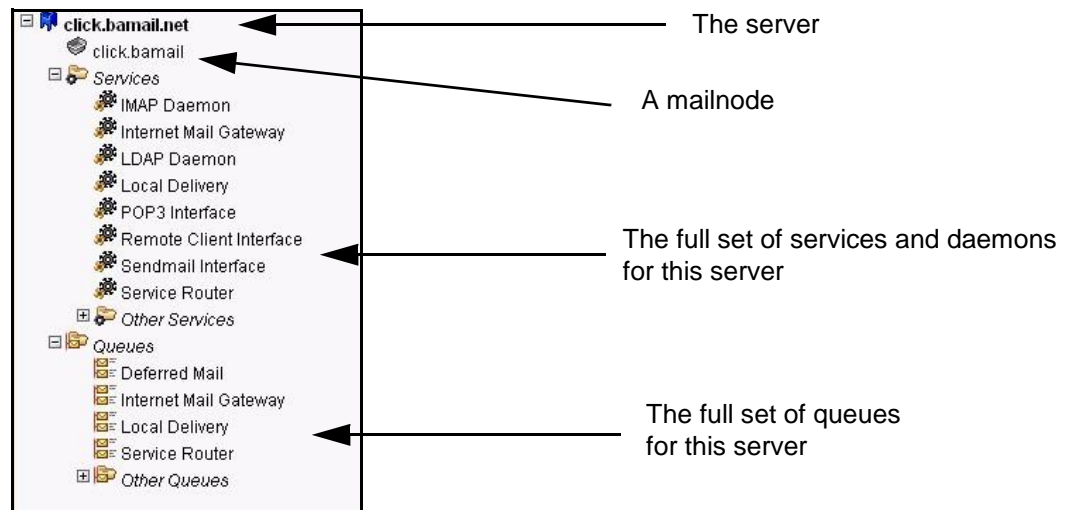 click.bamail.net
The server
click.bamail
Services
A mailnode
IMAP Daemon
Internet Mail Gateway
LDAP Daemon
Local Delivery
POP3 Interface
Remote Client Interface
Sendmail Interface
Service Router
Other Services
The full set of services and daemons
for this server
Queues
Deferred Mail
Internet Mail Gateway
Local Delivery
Service Router
Other Queues
The full set of queues
for this server